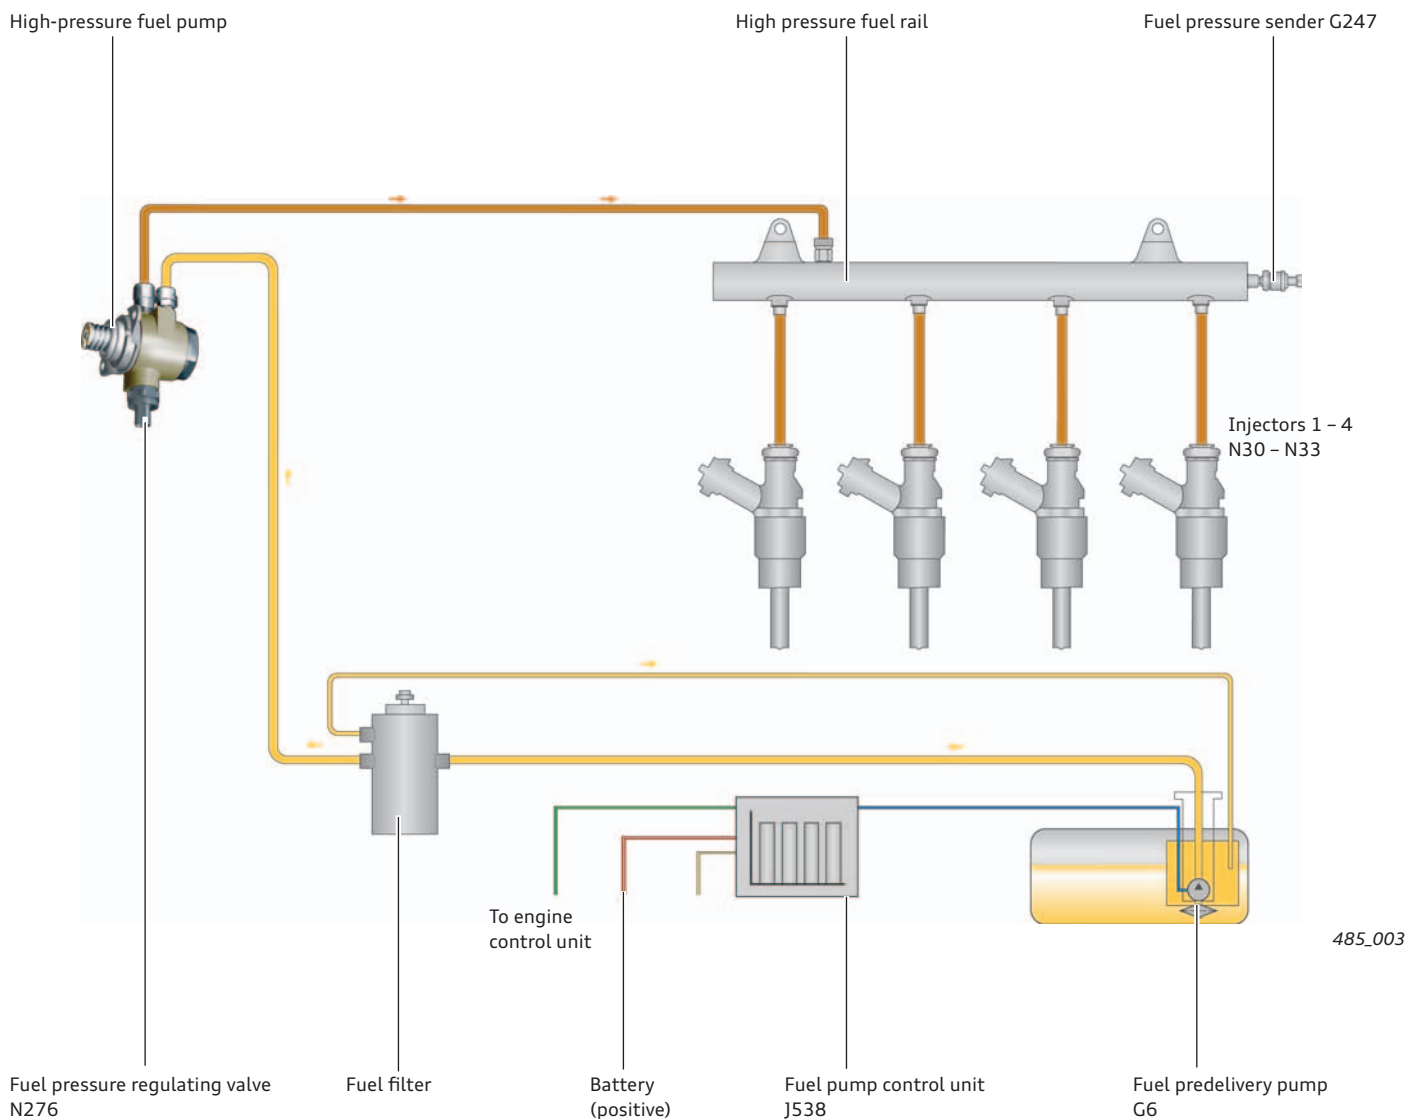 High-pressure fuel pump
High pressure fuel rail
Fuel pressure sender G247
Injectors 1 – 4
N30 – N33
To engine
control unit
485_003
Fuel pressure regulating valve
N276
Fuel filter
Battery
(positive)
Fuel pump control unit
J538
Fuel predelivery pump
G6